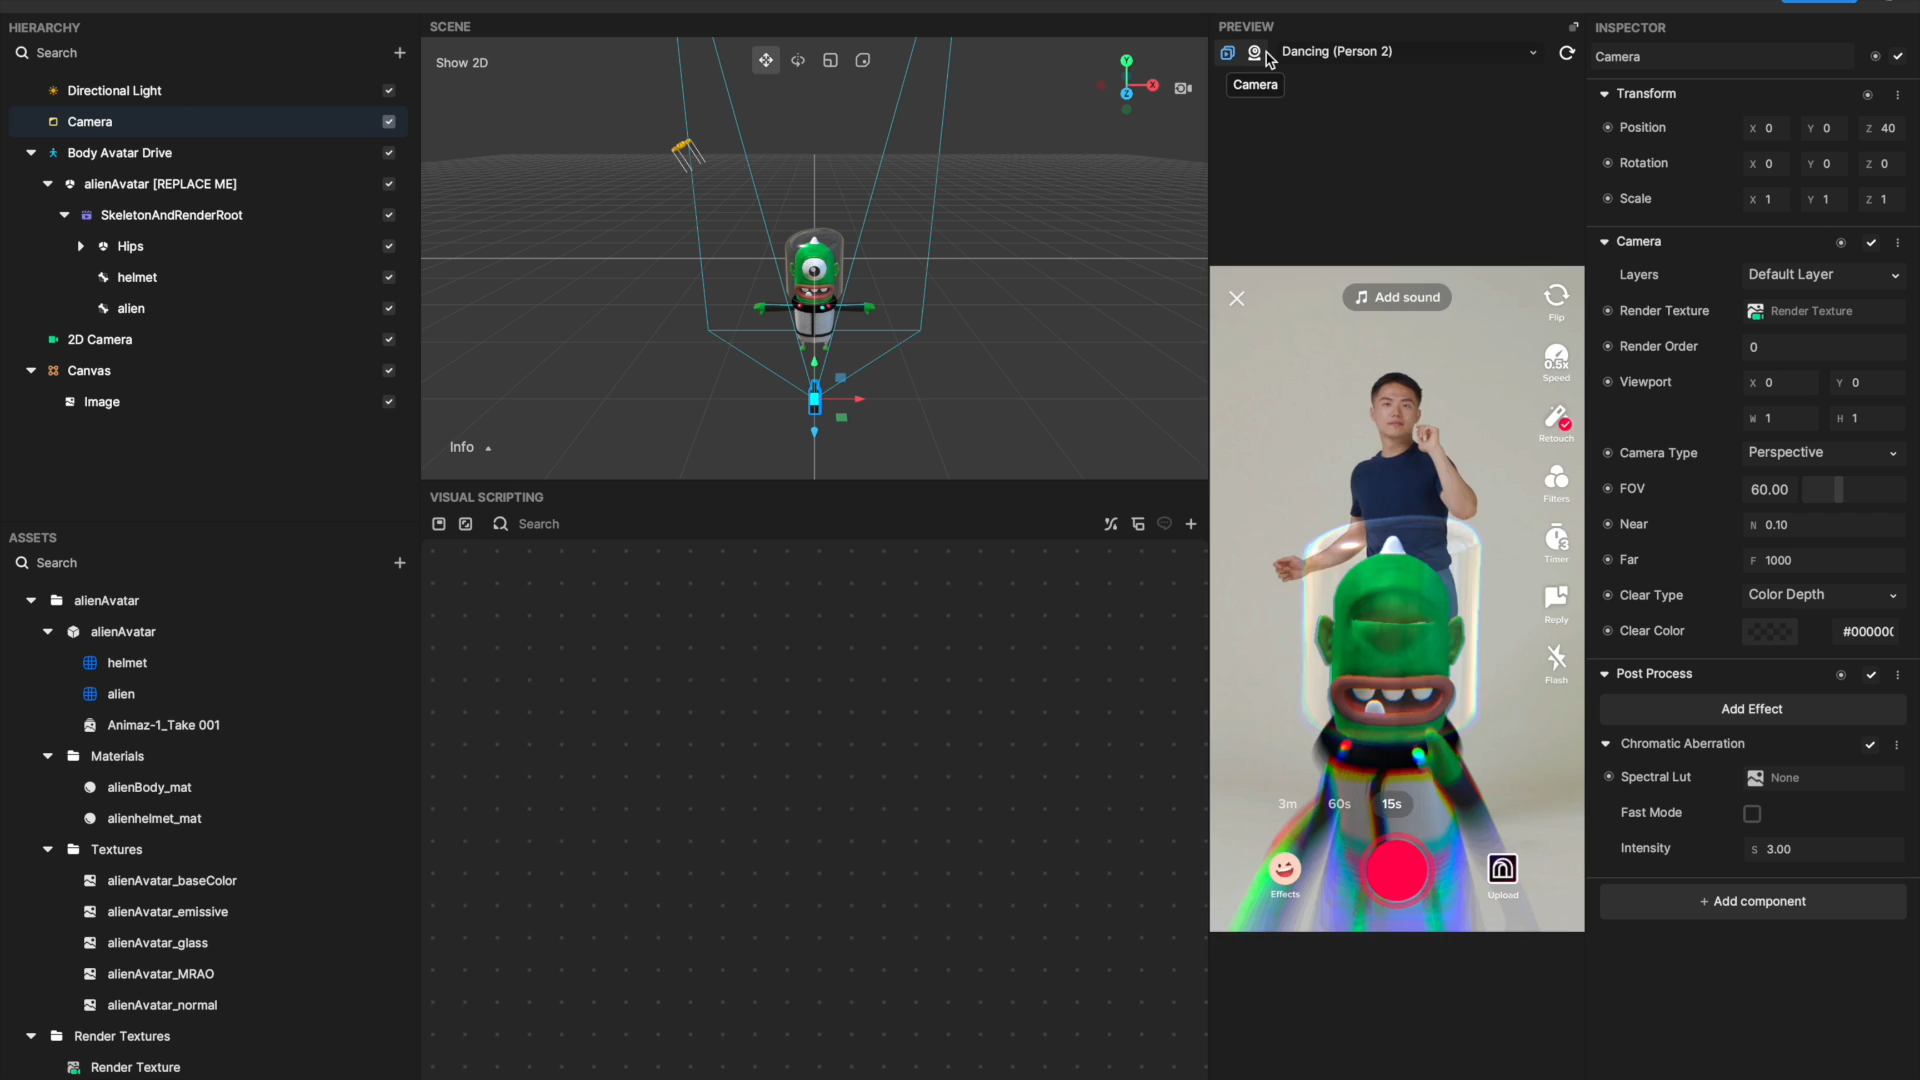 HIERARCHY
Search
Directional Light
Camera
Body Avatar Drive
alienAvatar [REPLACE ME]
SkeletonAndRenderRoot
Hips
helmet
alien
2D Camera
Canvas
Image
ASSETS
Search
alienAvatar
alienAvatar
helmet
alien
Animaz-1_Take 001
Materials
alienBody_mat
alienhelmet_mat
Textures
alienAvatar_baseColor
alienAvatar_emissive
alienAvatar_glass
alienAvatar_MRAO
alienAvatar_normal
Render Textures
Render Texture
SCENE
Show 2D
Y
X
Z
Info
VISUAL SCRIPTING
Search
PREVIEW
Dancing (Person 2)
Camera
Add sound
Flip
0.5x
Speed
Retouch
Filters
3
Timer
Reply
Flash
3m 60s 15s
Effects
Upload
INSPECTOR
Camera
Transform
Position X 0 Y 0 Z 40
Rotation X 0 Y 0 Z 0
Scale X 1 Y 1 Z 1
Camera
Layers Default Layer
Render Texture Render Texture
Render Order 0
Viewport X 0 Y 0
W 1 H 1
Camera Type Perspective
FOV 60.00
Near N 0.10
Far F 1000
Clear Type Color Depth
Clear Color #00000(
Post Process
Add Effect
Chromatic Aberration
Spectral Lut None
Fast Mode
Intensity S 3.00
+ Add component